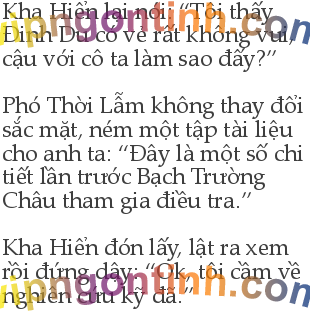 Kha Hiển lại nói: “Tôi thấy
Đinh Du có vẻ rất không vui,
cậu với cô ta làm sao đấy?”
Phó Thời Lẫm không thay đổi
sắc mặt, ném một tập tài liệu
cho anh ta: “Đây là một số chi
tiết lần trước Bạch Trường
Châu tham gia điều tra.”
Kha Hiển đón lấy, lật ra xem
rồi đứng dậy: “Ok, tôi cầm về
nghiên cứu kỹ đã.”